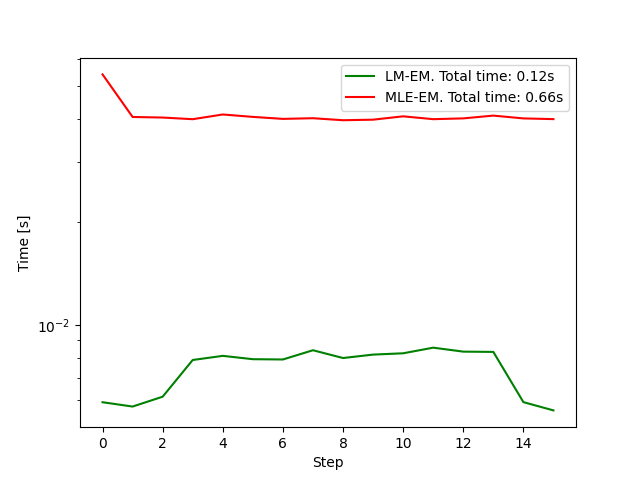 LM-EM. Total time: 0.12s
MLE-EM. Total time: 0.66s
Time [s]
10⁻²
0 2 4 6 8 10 12 14
Step